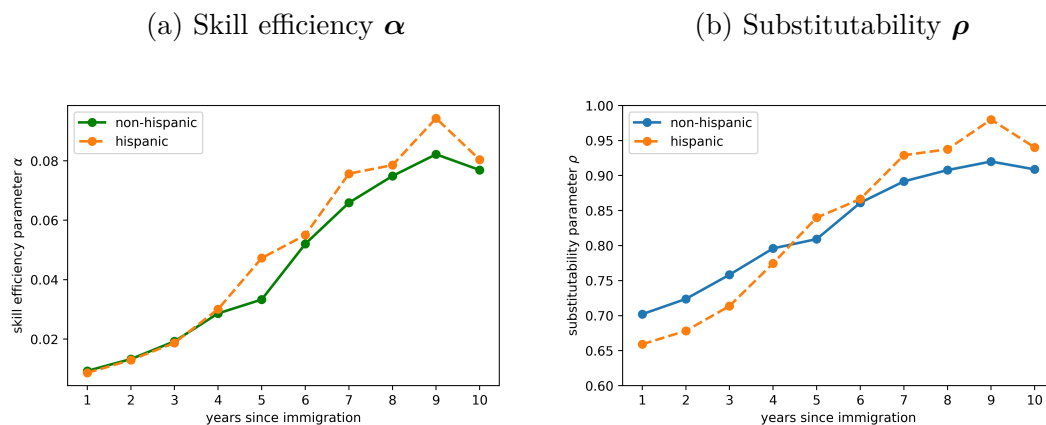 (a) Skill efficiency α
non-hispanic
hispanic
0.08
0.06
0.04
0.02
skill efficiency parameter α
1 2 3 4 5 6 7 8 9 10
years since immigration
(b) Substitutability ρ
non-hispanic
hispanic
1.00
0.95
0.90
0.85
0.80
0.75
0.70
0.65
0.60
substitutability parameter ρ
1 2 3 4 5 6 7 8 9 10
years since immigration